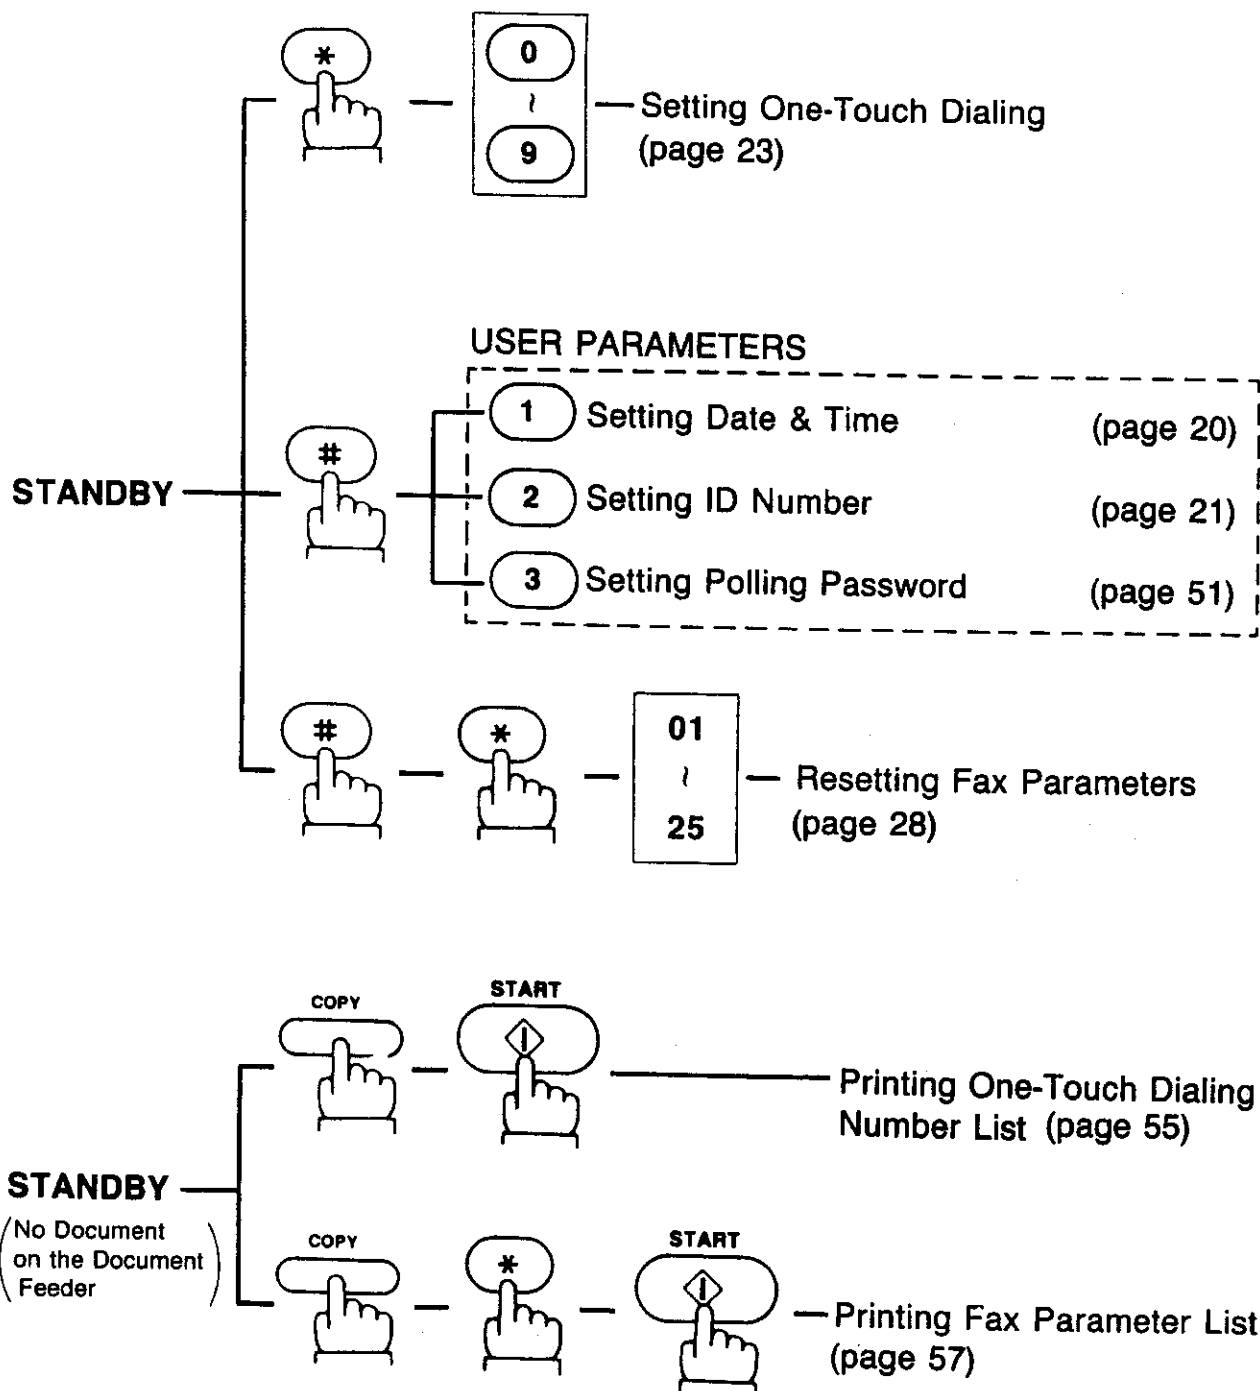 *
0
~
9
Setting One-Touch Dialing
(page 23)
USER PARAMETERS
1 Setting Date & Time (page 20)
STANDBY
#
2 Setting ID Number (page 21)
3 Setting Polling Password (page 51)
#
*
01
~
25
Resetting Fax Parameters
(page 28)
COPY
START
Printing One-Touch Dialing
Number List (page 55)
STANDBY
(No Document
on the Document
Feeder)
COPY
*
START
Printing Fax Parameter List
(page 57)